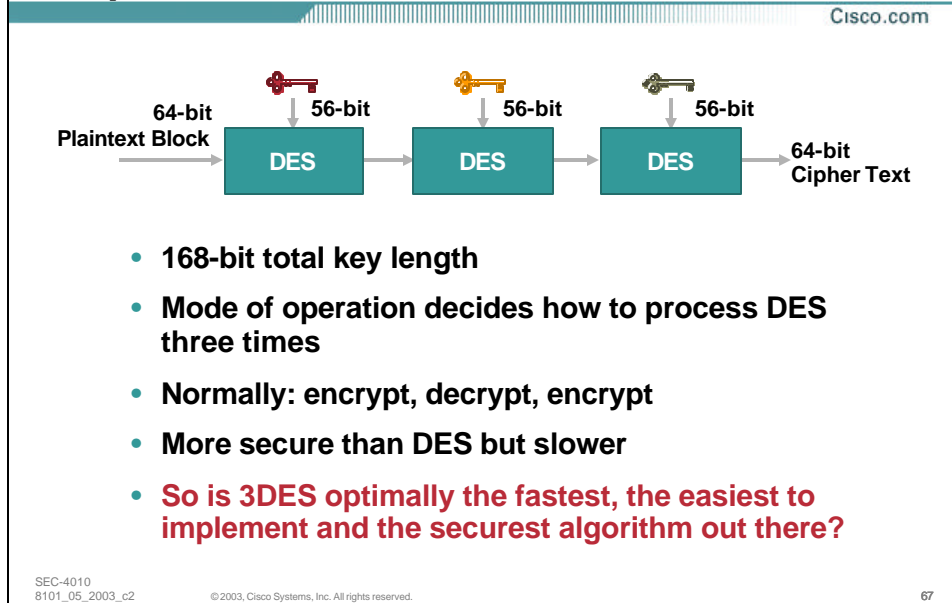 Cisco.com
64-bit
Plaintext Block
56-bit
56-bit
56-bit
DES
DES
DES
64-bit
Cipher Text
• 168-bit total key length
• Mode of operation decides how to process DES
three times
• Normally: encrypt, decrypt, encrypt
• More secure than DES but slower
• So is 3DES optimally the fastest, the easiest to
implement and the securest algorithm out there?
SEC-4010
8101_05_2003_c2
© 2003, Cisco Systems, Inc. All rights reserved.
67